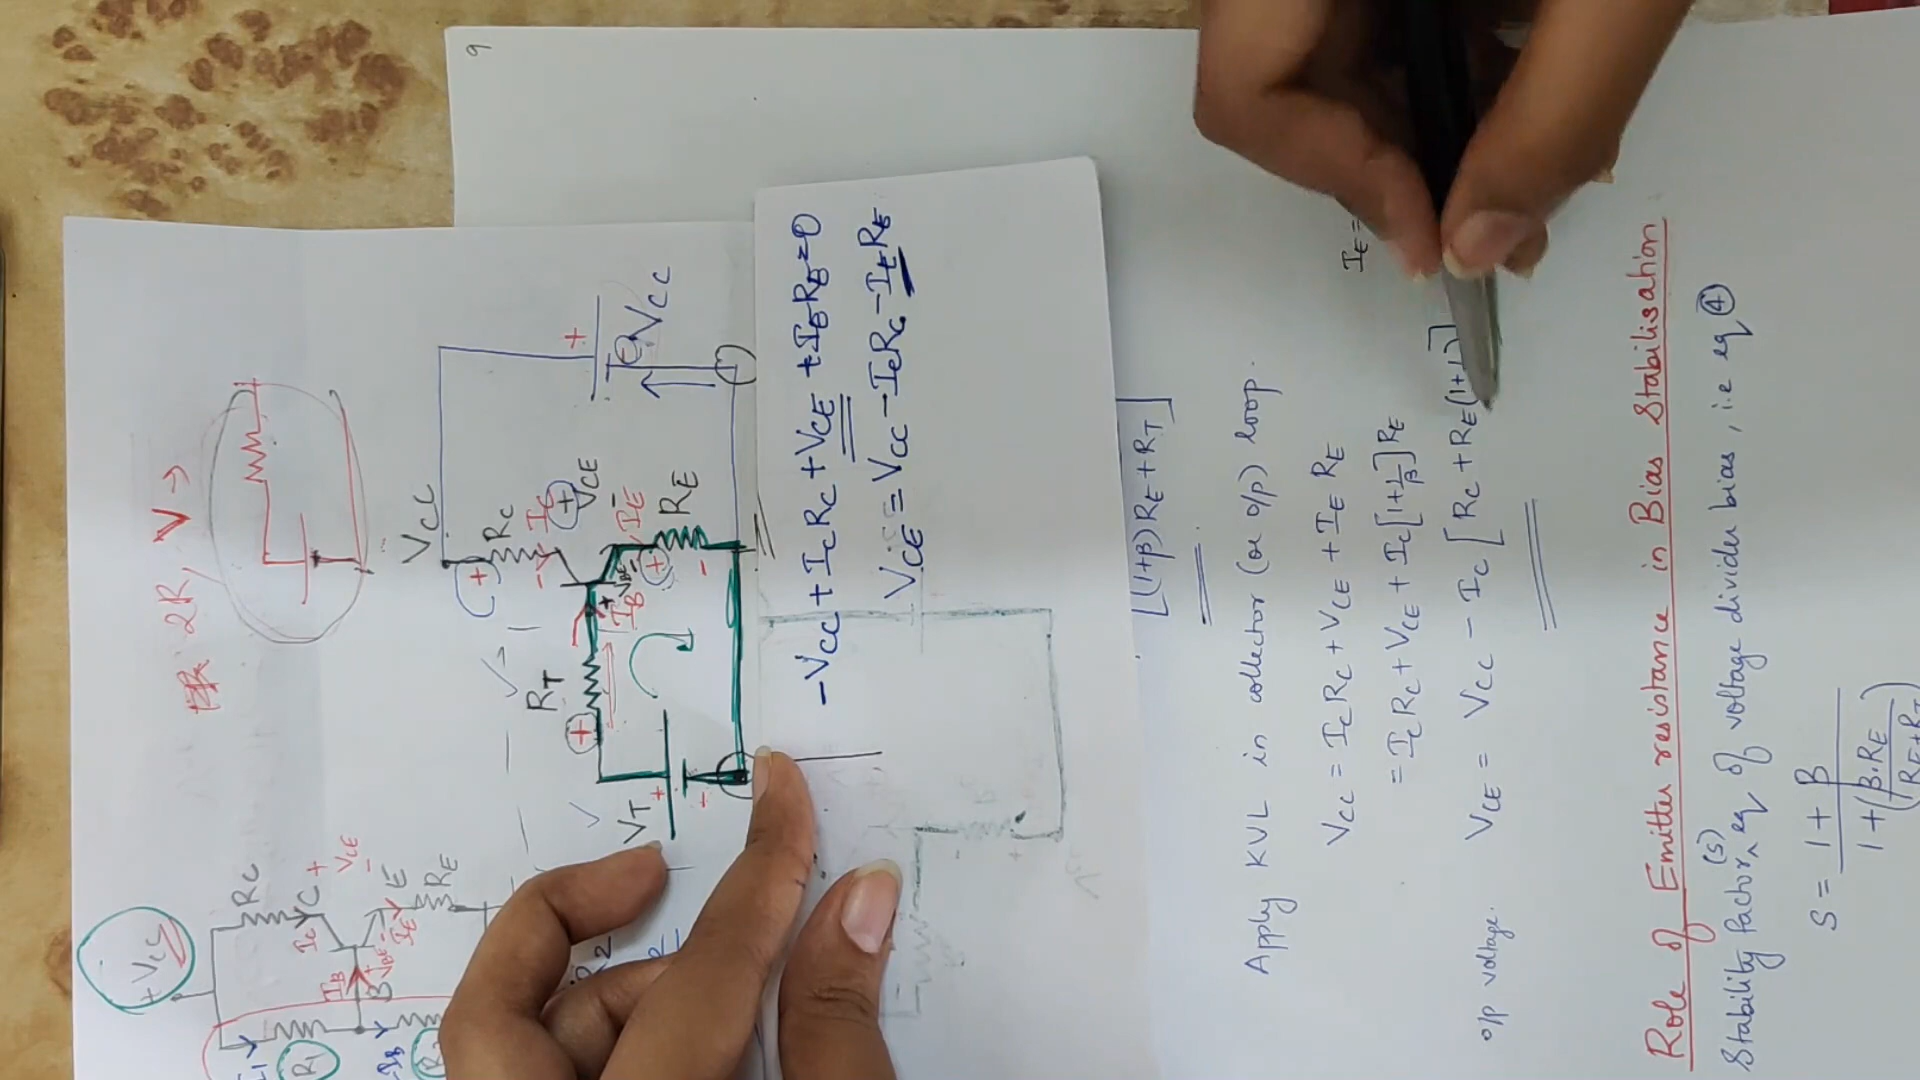 9
2R, V →
VCC
RC
IC
+
VCE
IE
RE
VCC
RT
IB
VBE
VT
+VCC
RC
IC
C
+
VCE
-
IB
VBE
B
E
IE
RE
R1
-VCC + ICRC + VCE + IERE = 0
VCE = VCC - ICRC - IERE
[(1+β)RE + RT]
Apply KVL in collector (or o/p) loop.
VCC = ICRC + VCE + IE RE
= ICRC + VCE + IC[1+1/β]RE
IE =
o/p voltage. VCE = VCC - IC [RC + RE(1+
Role of Emitter resistance in Bias Stabilisation
Stability factor (S) eq of voltage divider bias, i.e eq ④
S = 1+β
1+(β.RE
RE+RT)